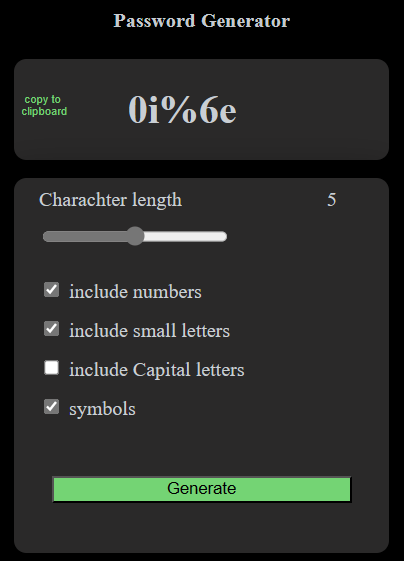 Password Generator
copy to
clipboard
0i%6e
Charachter length 5
include numbers
include small letters
include Capital letters
symbols
Generate